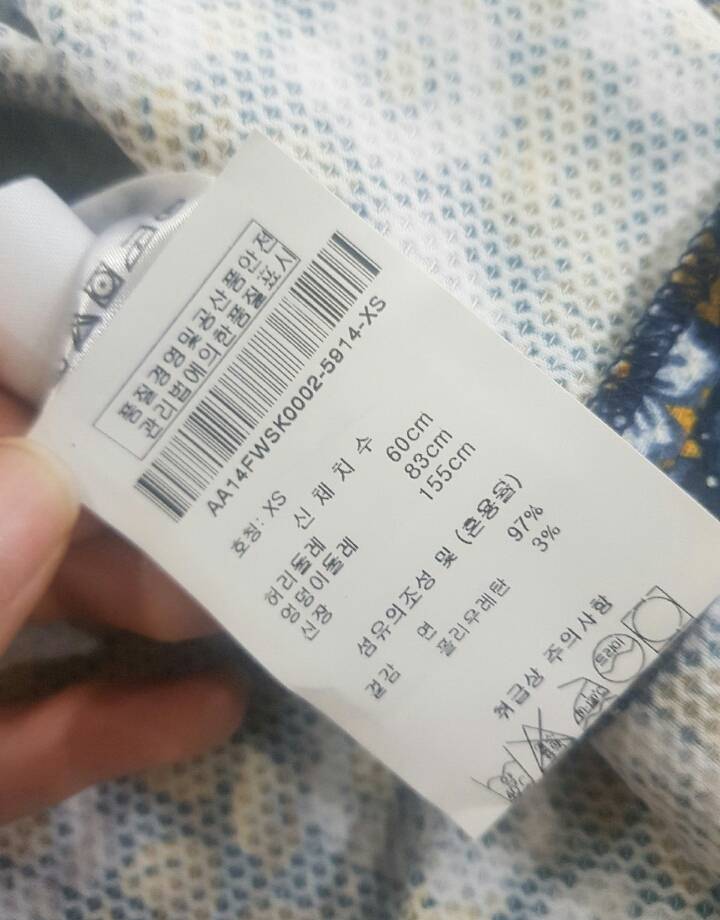 품질경영및공산품안전
관리법에의한품질표시
AA14FWSK0002-5914-XS
호칭: XS
신 체 치 수
허리둘레 60cm
엉덩이둘레 83cm
신장 155cm
섬유의조성 및 (혼용율)
겉감 면 97%
폴리우레탄 3%
취급상 주의사항
드라이